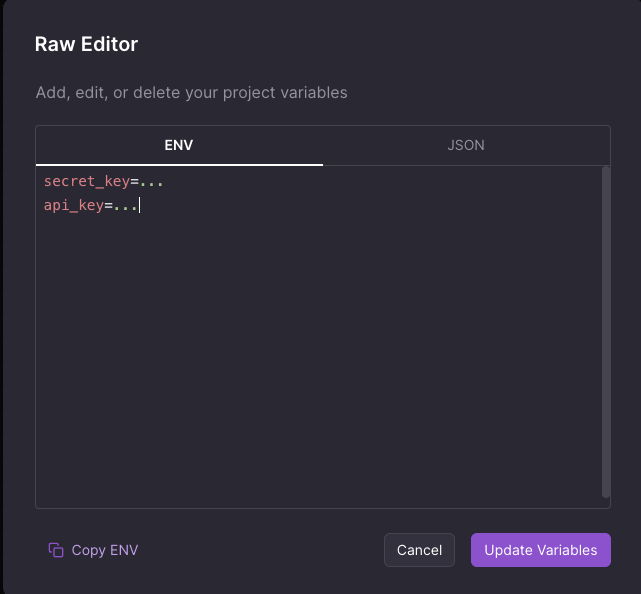 Raw Editor
Add, edit, or delete your project variables
ENV JSON
secret_key=...
api_key=...
Copy ENV Cancel Update Variables